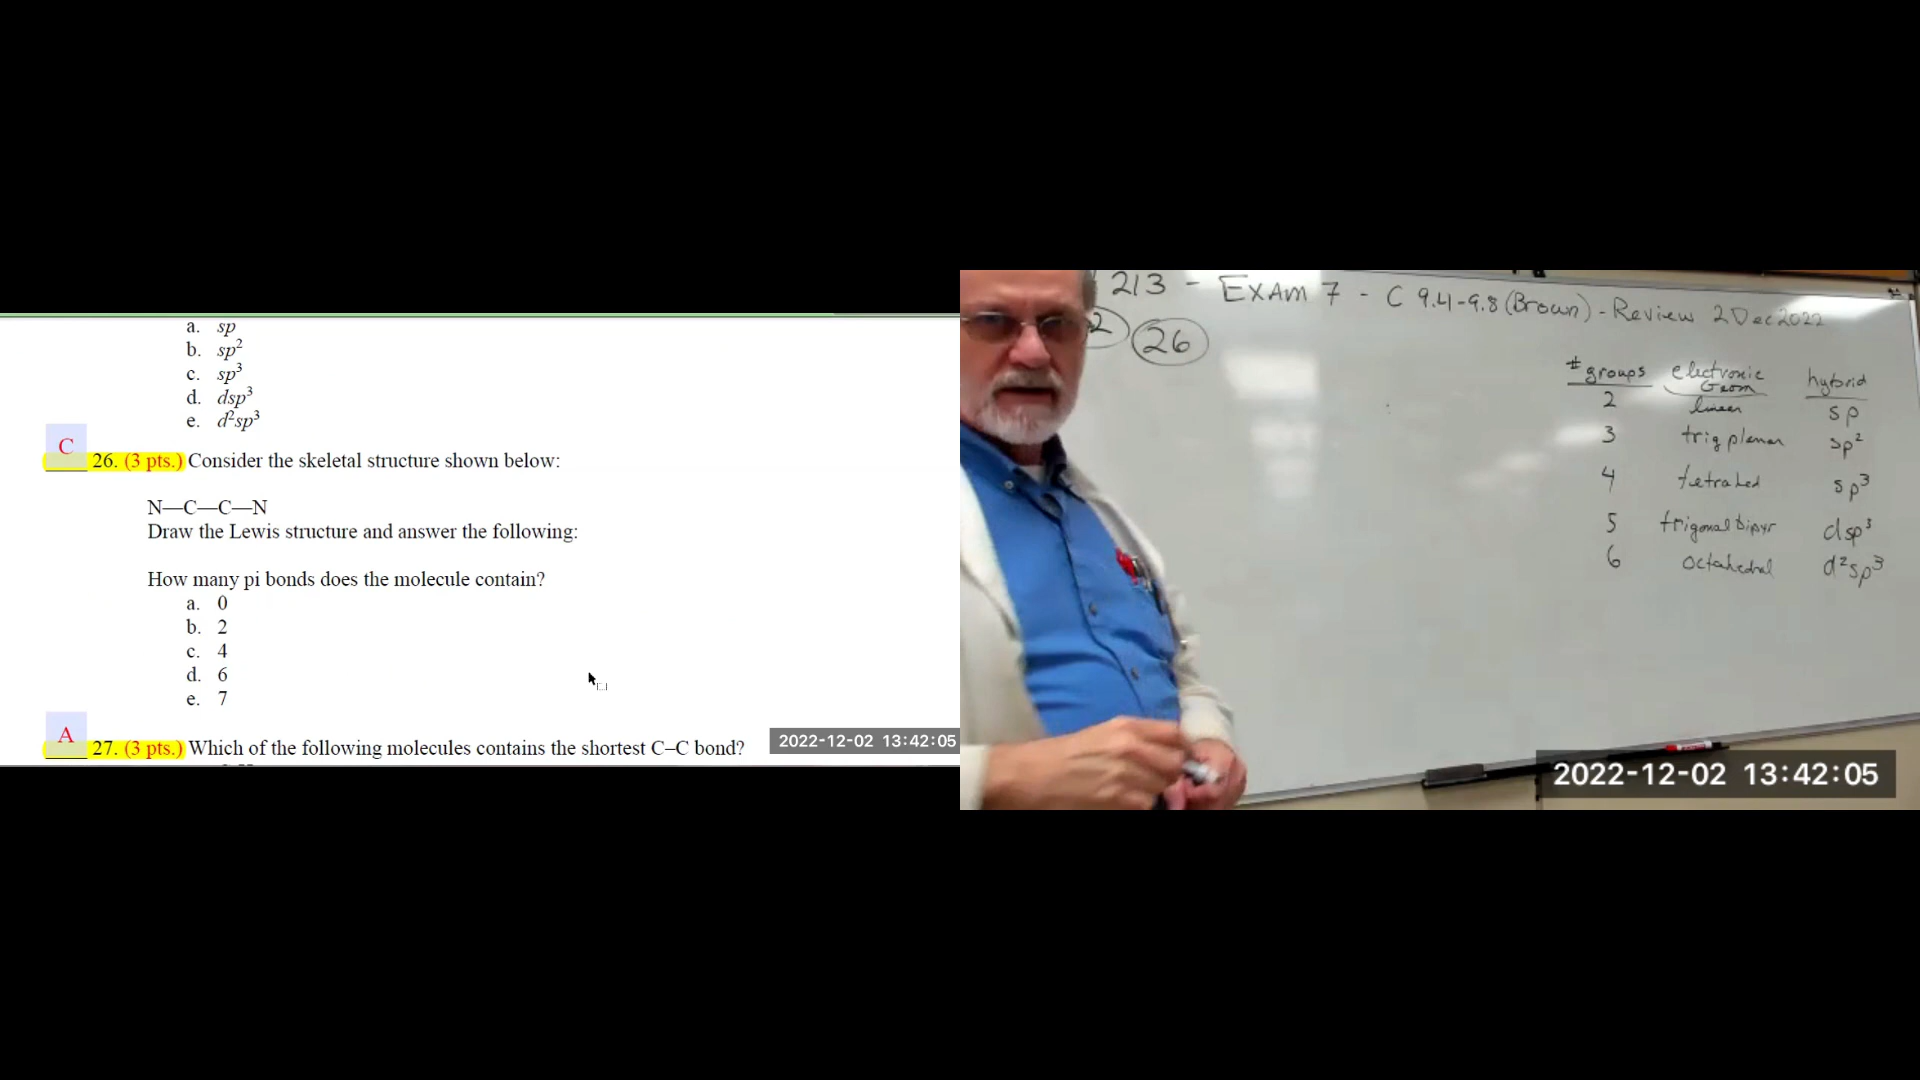 a. sp
b. sp²
c. sp³
d. dsp³
e. d²sp³
C
26. (3 pts.) Consider the skeletal structure shown below:
N—C—C—N
Draw the Lewis structure and answer the following:
How many pi bonds does the molecule contain?
a. 0
b. 2
c. 4
d. 6
e. 7
A
27. (3 pts.) Which of the following molecules contains the shortest C–C bond?
2022-12-02 13:42:05
213 - EXAM 7 - C 9.4-9.8 (Brown) - Review 2Dec2022
2 26
# groups electronic Geom hybrid
2 linear sp
3 trig planar sp²
4 tetrahed sp³
5 trigonal bipyr dsp³
6 octahedral d²sp³
2022-12-02 13:42:05